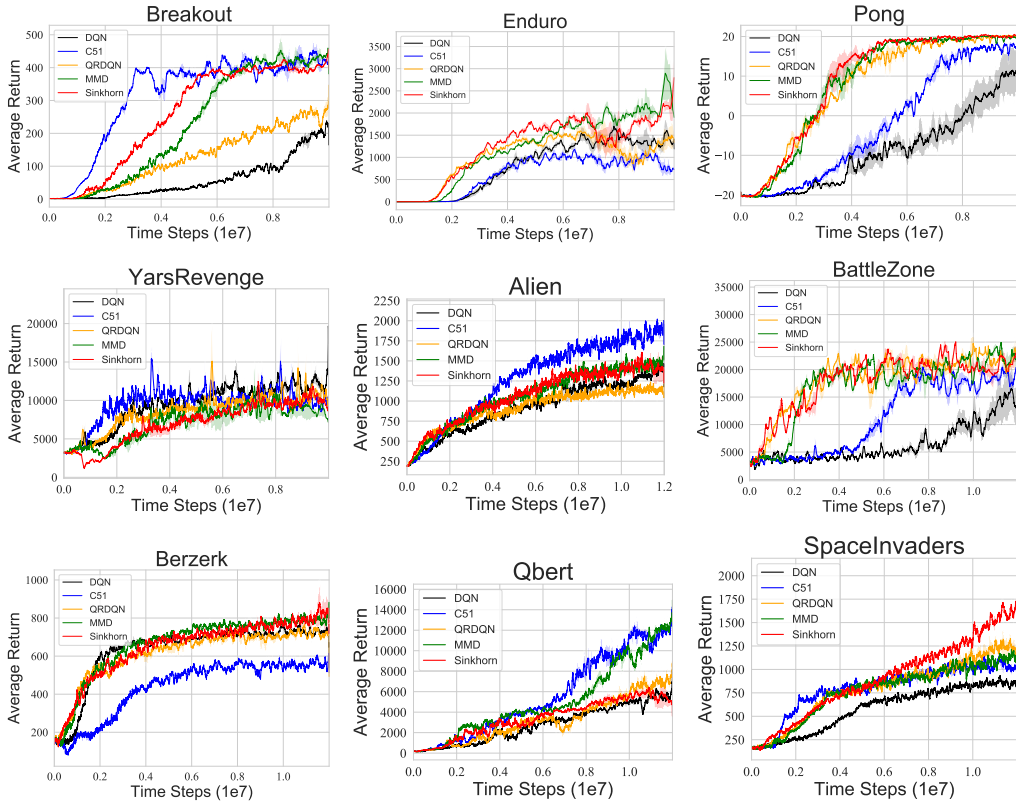 Breakout
Average Return
500
400
300
200
100
0
DQN
C51
QRDQN
MMD
Sinkhorn
0.0 0.2 0.4 0.6 0.8
Time Steps (1e7)
Enduro
Average Return
3500
3000
2500
2000
1500
1000
500
0
DQN
C51
QRDQN
MMD
Sinkhorn
0.0 0.2 0.4 0.6 0.8
Time Steps (1e7)
Pong
Average Return
20
10
0
−10
−20
DQN
C51
QRDQN
MMD
Sinkhorn
0.0 0.2 0.4 0.6 0.8
Time Steps (1e7)
YarsRevenge
Average Return
20000
15000
10000
5000
0
DQN
C51
QRDQN
MMD
Sinkhorn
0.0 0.2 0.4 0.6 0.8
Time Steps (1e7)
Alien
Average Return
2250
2000
1750
1500
1250
1000
750
500
250
DQN
C51
QRDQN
MMD
Sinkhorn
0.0 0.2 0.4 0.6 0.8 1.0 1.2
Time Steps (1e7)
BattleZone
Average Return
35000
30000
25000
20000
15000
10000
5000
0
DQN
C51
QRDQN
MMD
Sinkhorn
0.0 0.2 0.4 0.6 0.8 1.0
Time Steps (1e7)
Berzerk
Average Return
1000
800
600
400
200
DQN
C51
QRDQN
MMD
Sinkhorn
0.0 0.2 0.4 0.6 0.8 1.0
Time Steps (1e7)
Qbert
Average Return
16000
14000
12000
10000
8000
6000
4000
2000
0
DQN
C51
QRDQN
MMD
Sinkhorn
0.0 0.2 0.4 0.6 0.8 1.0
Time Steps (1e7)
SpaceInvaders
Average Return
2000
1750
1500
1250
1000
750
500
250
DQN
C51
QRDQN
MMD
Sinkhorn
0.0 0.2 0.4 0.6 0.8 1.0
Time Steps (1e7)